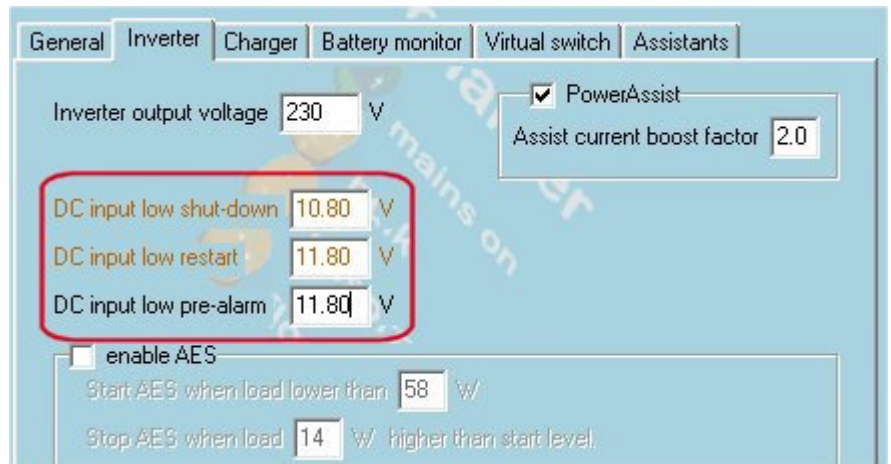 General Inverter Charger Battery monitor Virtual switch Assistants
Inverter output voltage 230 V
PowerAssist
Assist current boost factor 2.0
DC input low shut-down 10.80 V
DC input low restart 11.80 V
DC input low pre-alarm 11.80 V
enable AES
Start AES when load lower than 58 W
Stop AES when load 14 W higher than start level.
mains on